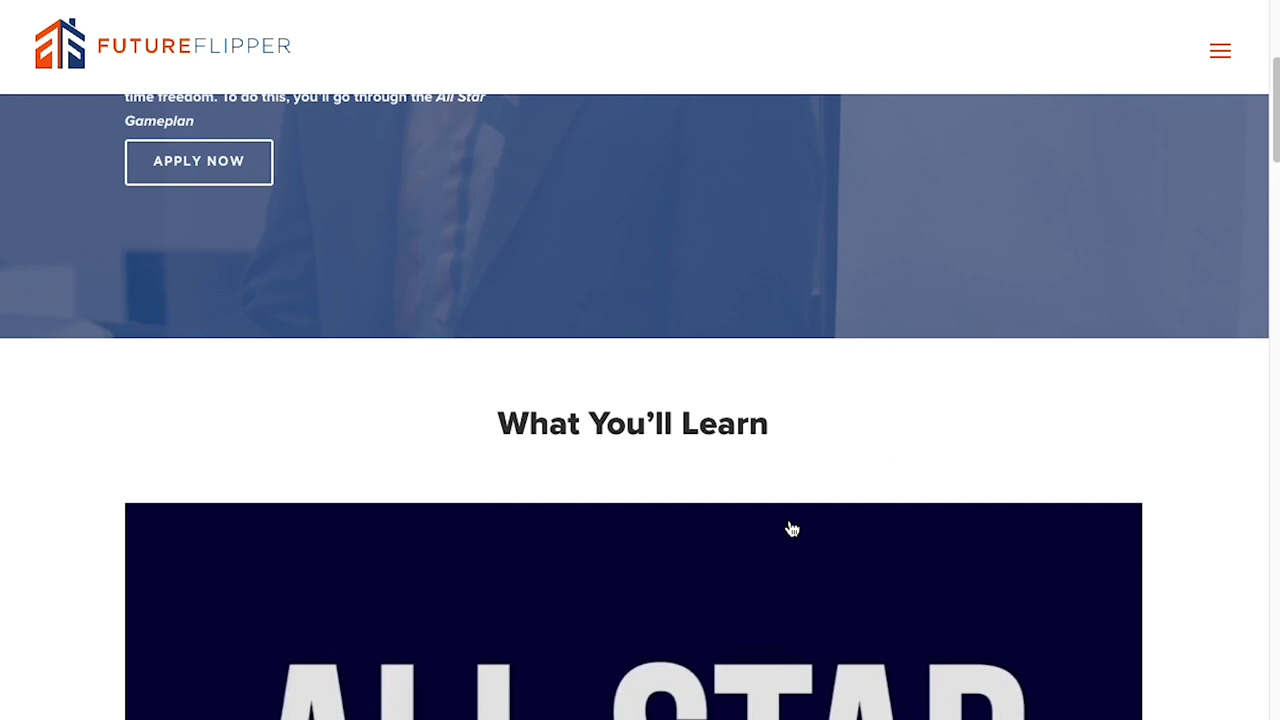 FUTUREFLIPPER
time freedom. To do this, you'll go through the All Star
Gameplan
APPLY NOW
What You’ll Learn
ALL STAR